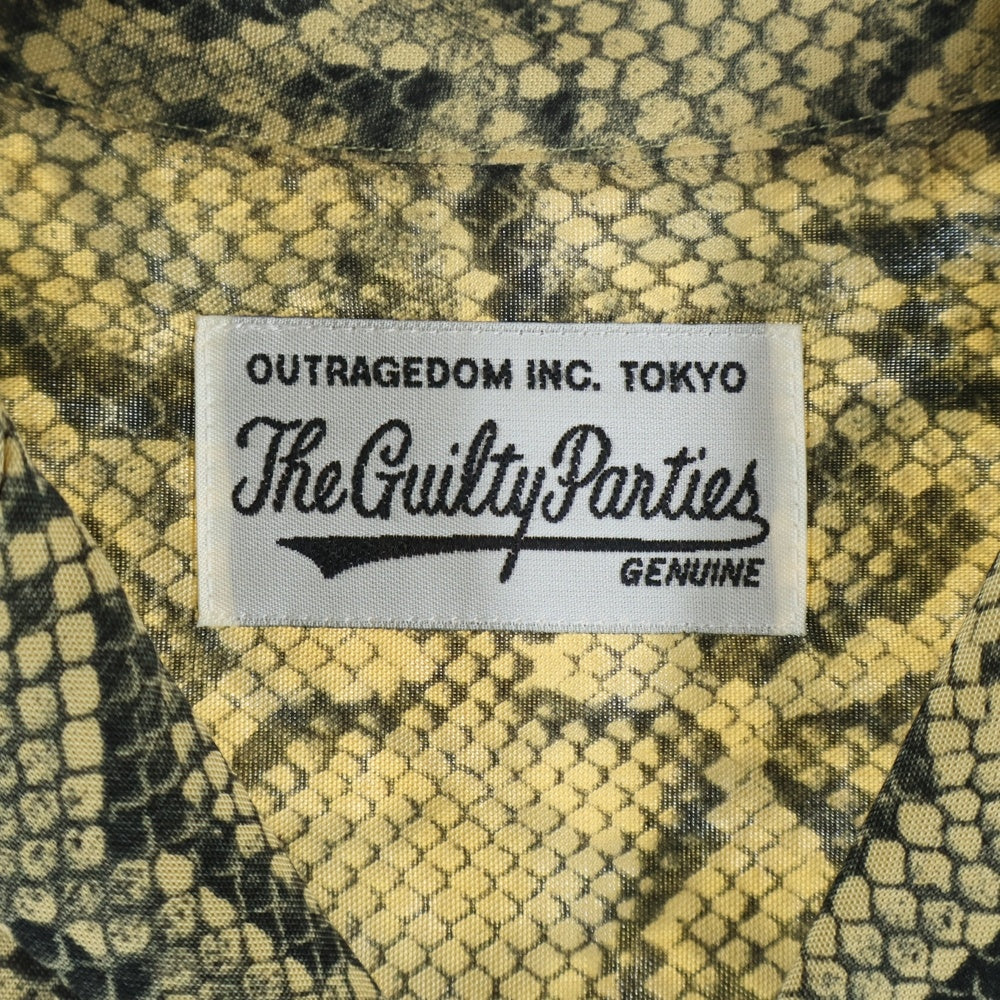 OUTRAGEDOM INC. TOKYO
The Guilty Parties
GENUINE